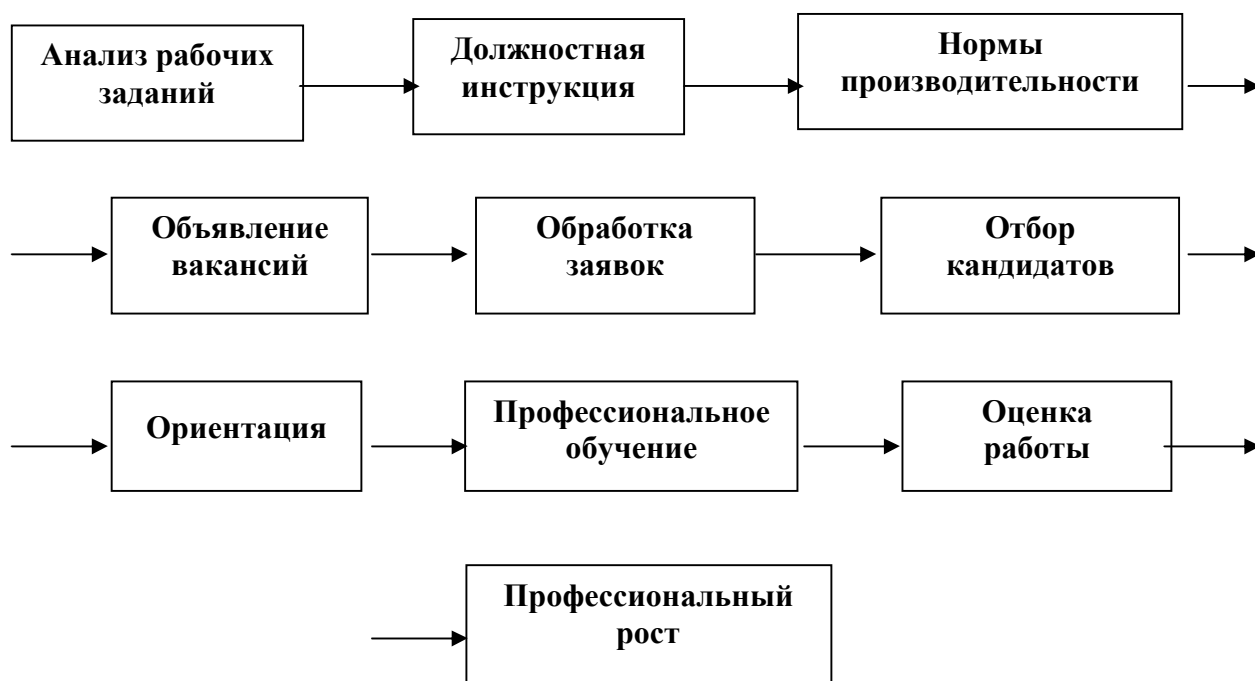 Анализ рабочих
заданий
Должностная
инструкция
Нормы
производительности
Объявление
вакансий
Обработка
заявок
Отбор
кандидатов
Ориентация
Профессиональное
обучение
Оценка
работы
Профессиональный
рост